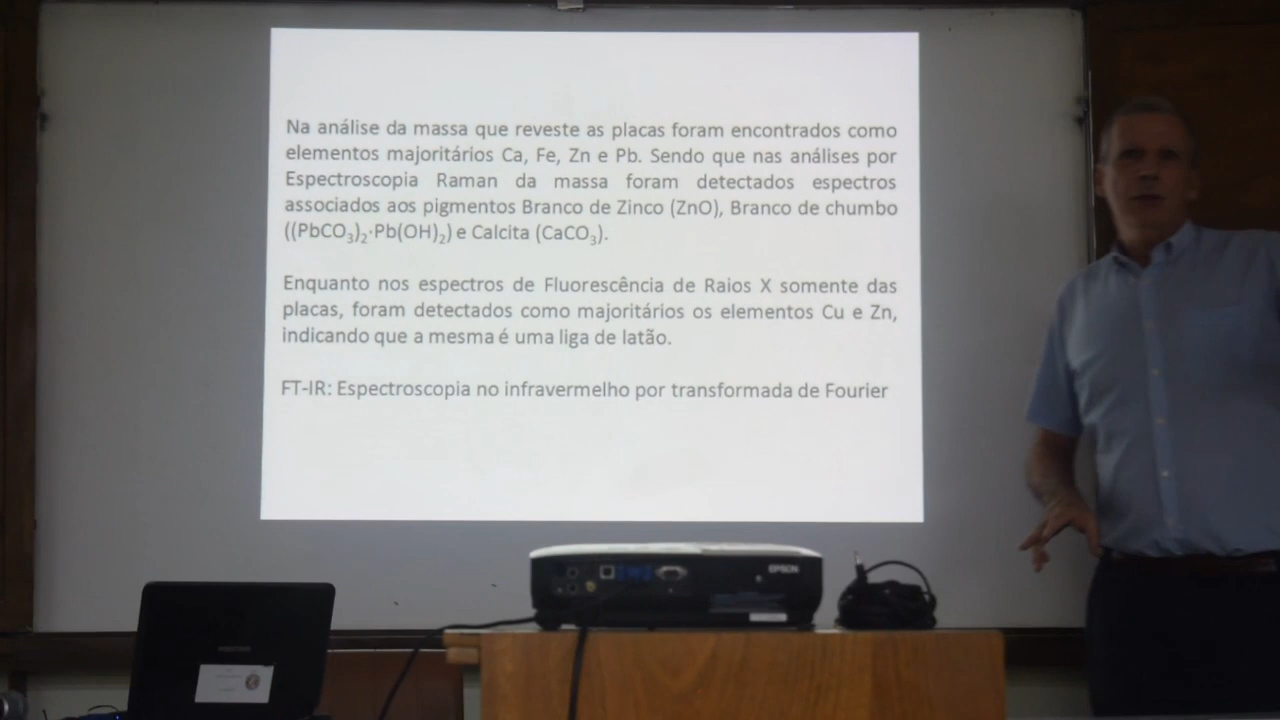 Na análise da massa que reveste as placas foram encontrados como
elementos majoritários Ca, Fe, Zn e Pb. Sendo que nas análises por
Espectroscopia Raman da massa foram detectados espectros
associados aos pigmentos Branco de Zinco (ZnO), Branco de chumbo
((PbCO₃)₂·Pb(OH)₂) e Calcita (CaCO₃).
Enquanto nos espectros de Fluorescência de Raios X somente das
placas, foram detectados como majoritários os elementos Cu e Zn,
indicando que a mesma é uma liga de latão.
FT-IR: Espectroscopia no infravermelho por transformada de Fourier
EPSON